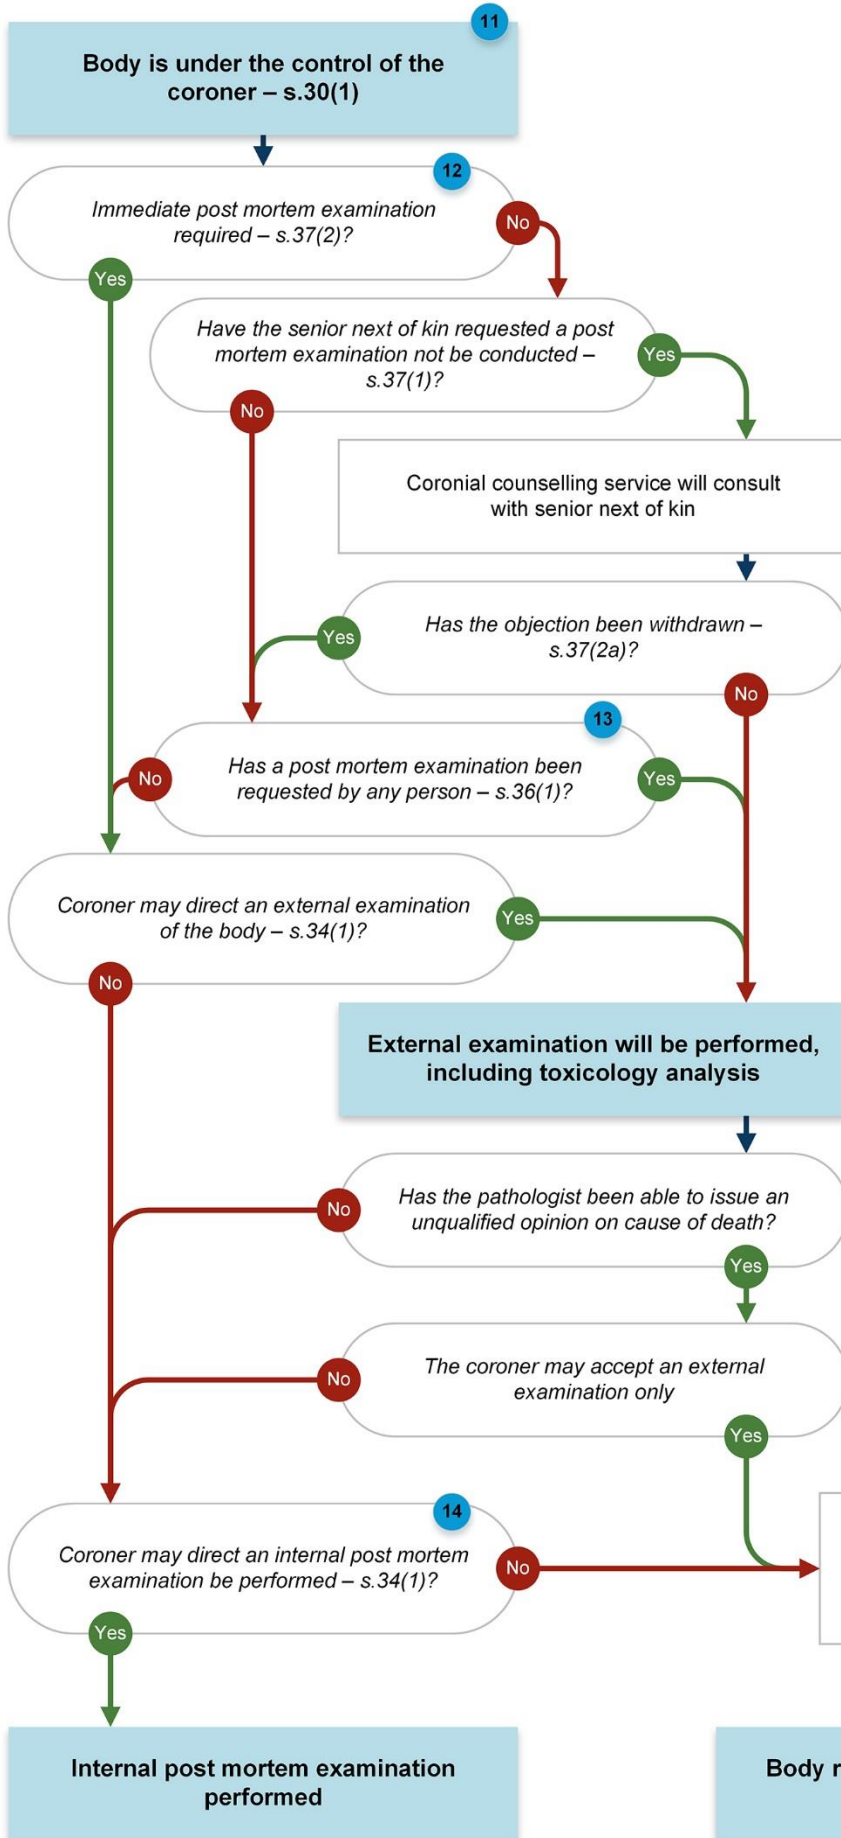 11
Body is under the control of the
coroner – s.30(1)
12
Immediate post mortem examination
required – s.37(2)?
No
Yes
Have the senior next of kin requested a post
mortem examination not be conducted –
s.37(1)?
Yes
No
Coronial counselling service will consult
with senior next of kin
Has the objection been withdrawn –
s.37(2a)?
Yes
No
13
Has a post mortem examination been
requested by any person – s.36(1)?
No
Yes
Coroner may direct an external examination
of the body – s.34(1)?
Yes
No
External examination will be performed,
including toxicology analysis
Has the pathologist been able to issue an
unqualified opinion on cause of death?
No
Yes
The coroner may accept an external
examination only
No
Yes
14
Coroner may direct an internal post mortem
examination be performed – s.34(1)?
No
Yes
Internal post mortem examination
performed
Body